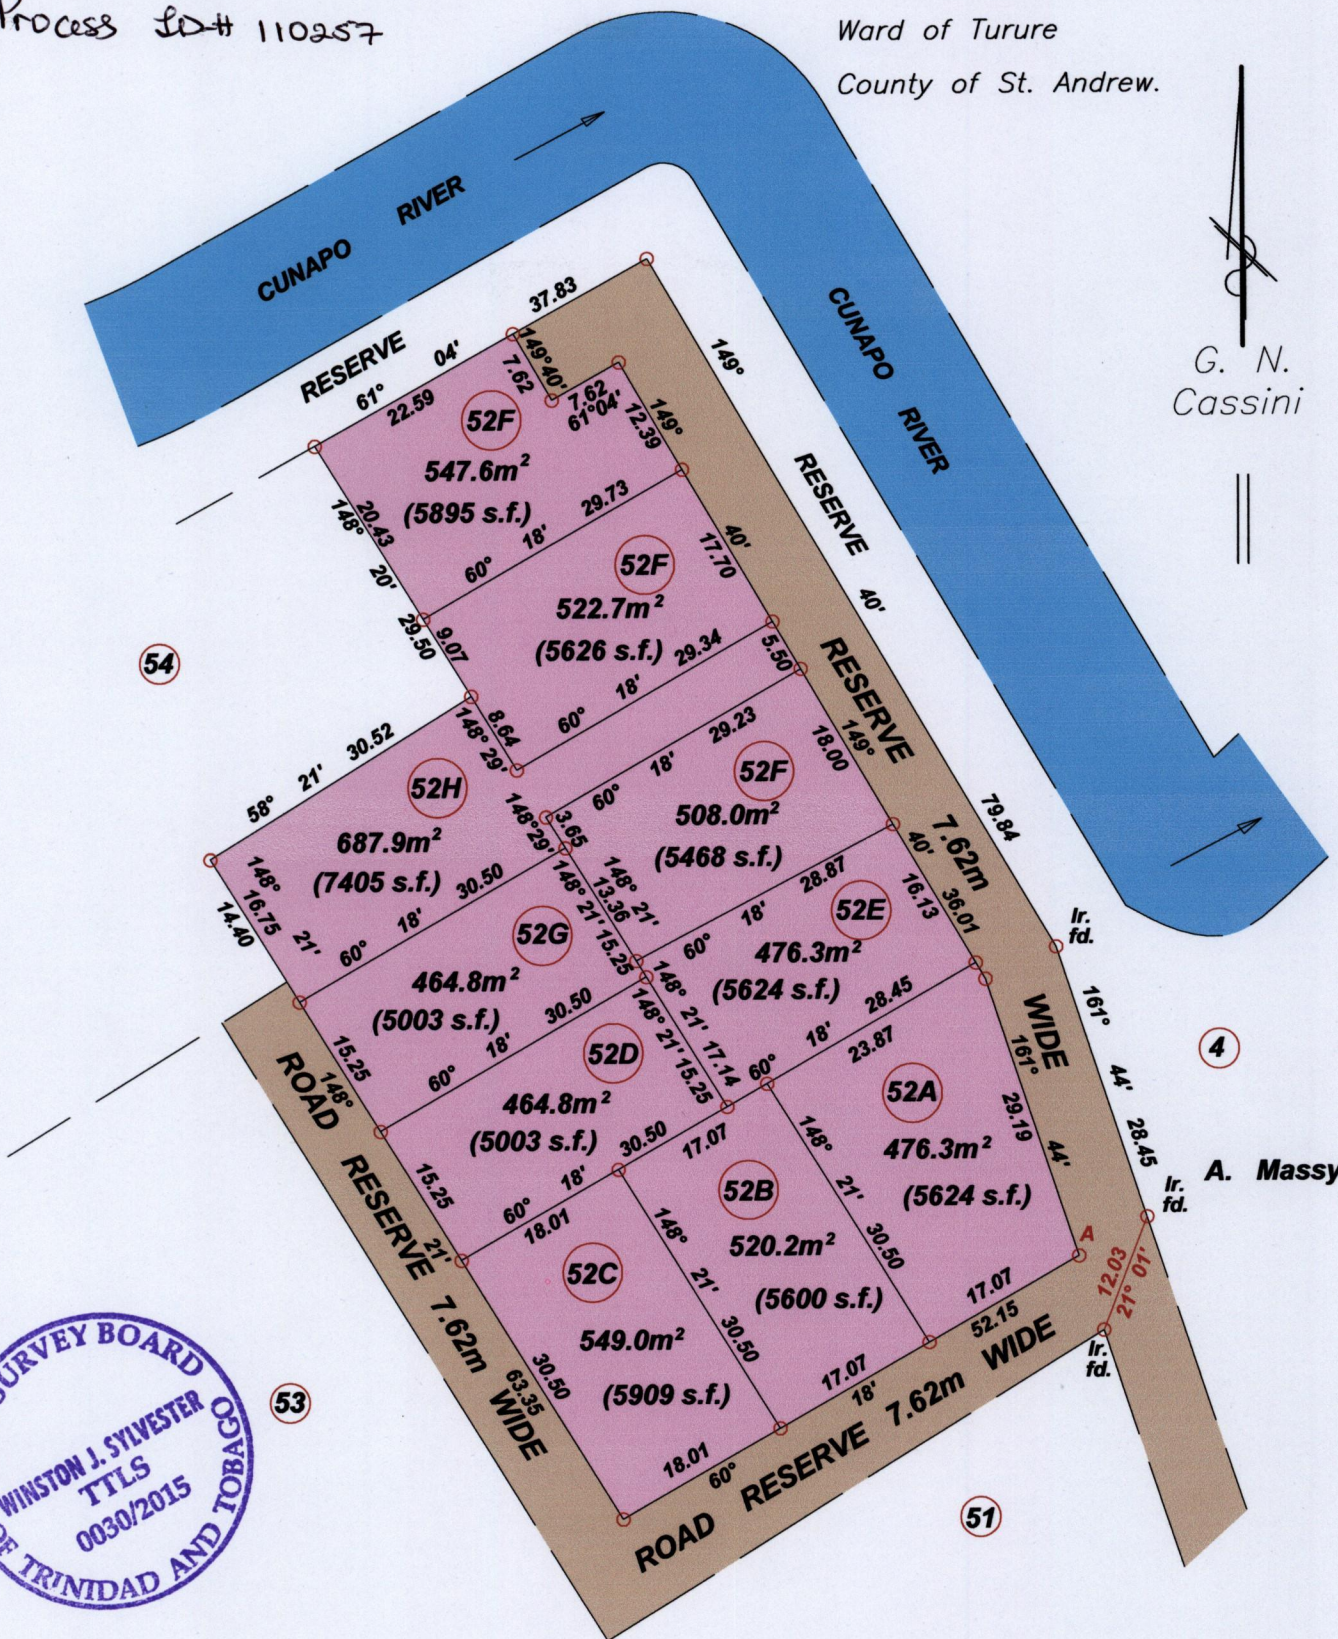 Process ID# 110257
Ward of Turure
County of St. Andrew.
G. N.
Cassini
CUNAPO RIVER
CUNAPO RIVER
RESERVE
61° 04'
22.59
37.83
149° 40'
7.62
7.62
61°04'
149°
12.39
52F
547.6m²
(5895 s.f.)
148° 20'
20.43
60° 18' 29.73
149°
RESERVE
40'
40'
17.70
52F
522.7m²
(5626 s.f.)
29.50
9.07
60° 18' 29.34
5.50
54
8.64
148° 29'
58° 21' 30.52
52H
687.9m²
(7405 s.f.)
148° 21'
16.75
14.40
60° 18' 30.50
148°29'
3.65
60° 18' 29.23
52F
508.0m²
(5468 s.f.)
18.00
149°
40'
RESERVE 7.62m WIDE
79.84
36.01
148° 21'
13.36
148° 21'
15.25
60° 18' 28.87
52E
476.3m²
(5624 s.f.)
16.13
52G
464.8m²
(5003 s.f.)
60° 18' 30.50
148° 21'
17.14
148° 21'
15.25
60° 18' 28.45
23.87
Ir.
fd.
161° 44'
28.45
4
15.25
148°
21'
52D
464.8m²
(5003 s.f.)
15.25
60° 18' 30.50
18.01
17.07
52A
476.3m²
(5624 s.f.)
161° 44'
29.19
Ir.
fd.
A. Massy
A
12.03
21° 01'
52B
520.2m²
(5600 s.f.)
148° 21'
30.50
148° 21'
30.50
52C
549.0m²
(5909 s.f.)
30.50
63.35
17.07
52.15
17.07
18'
18.01
60°
Ir.
fd.
ROAD RESERVE 7.62m WIDE
ROAD RESERVE 7.62m WIDE
53
51
SURVEY BOARD
OF TRINIDAD AND TOBAGO
WINSTON J. SYLVESTER
TTLS
0030/2015